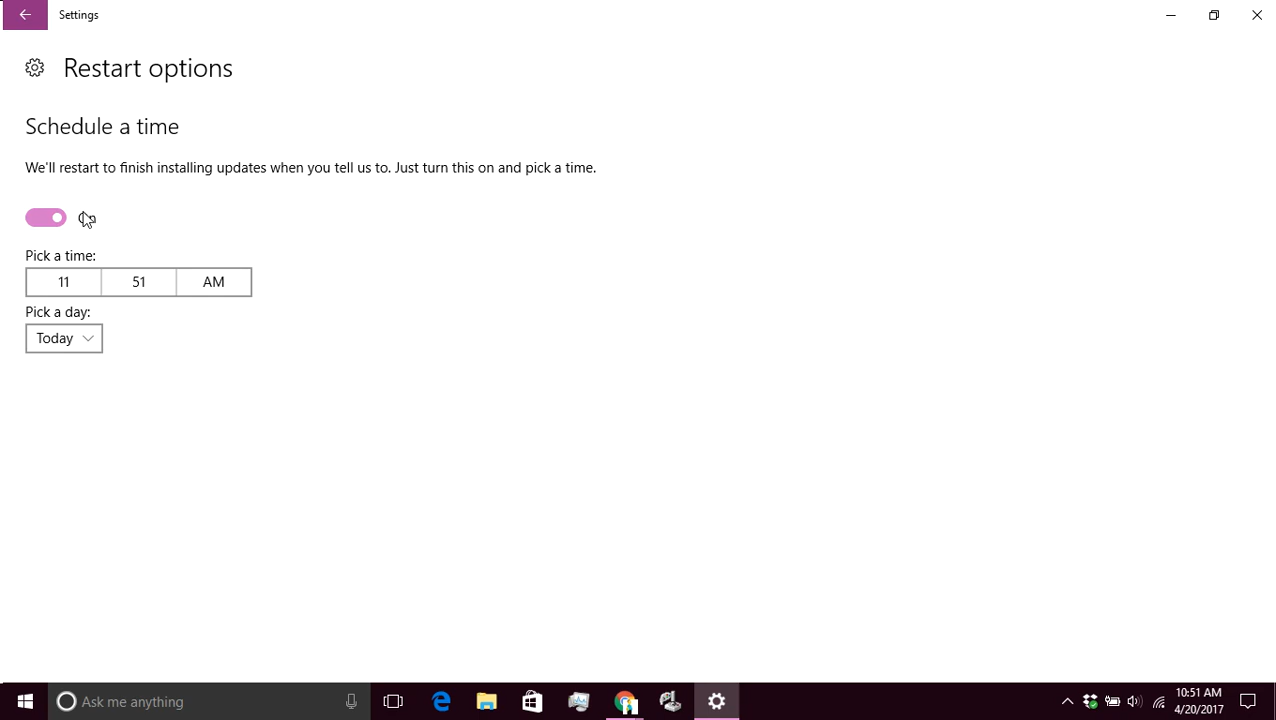 Settings
Restart options
Schedule a time
We'll restart to finish installing updates when you tell us to. Just turn this on and pick a time.
Pick a time:
11 51 AM
Pick a day:
Today
Ask me anything
10:51 AM
4/20/2017